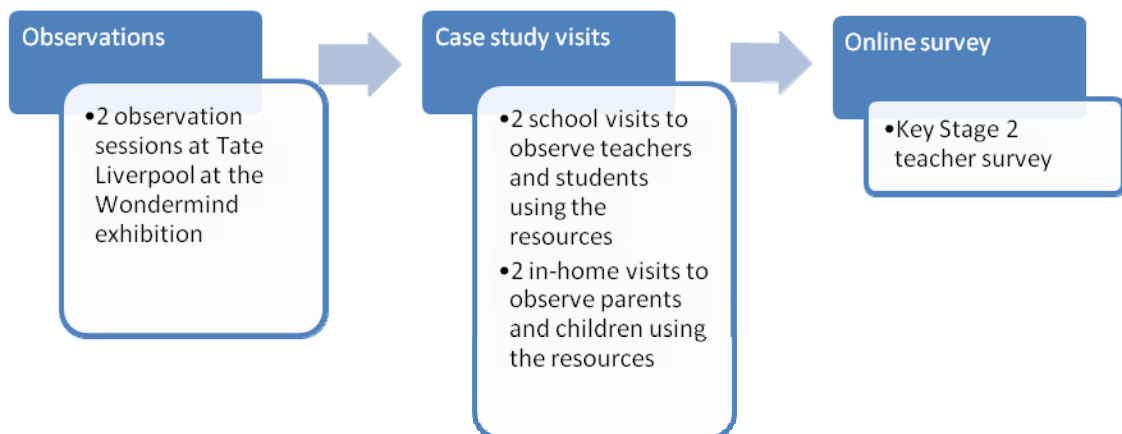 Observations
•2 observation
sessions at Tate
Liverpool at the
Wondermind
exhibition
Case study visits
•2 school visits to
observe teachers
and students
using the
resources
•2 in-home visits to
observe parents
and children using
the resources
Online survey
•Key Stage 2
teacher survey